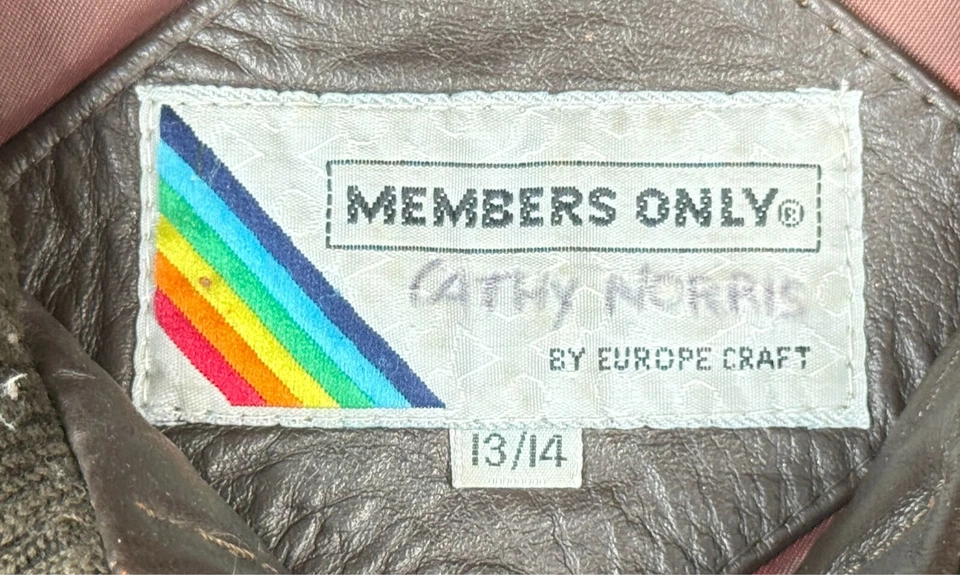 MEMBERS ONLY®
CATHY NORRIS
BY EUROPE CRAFT
13/14